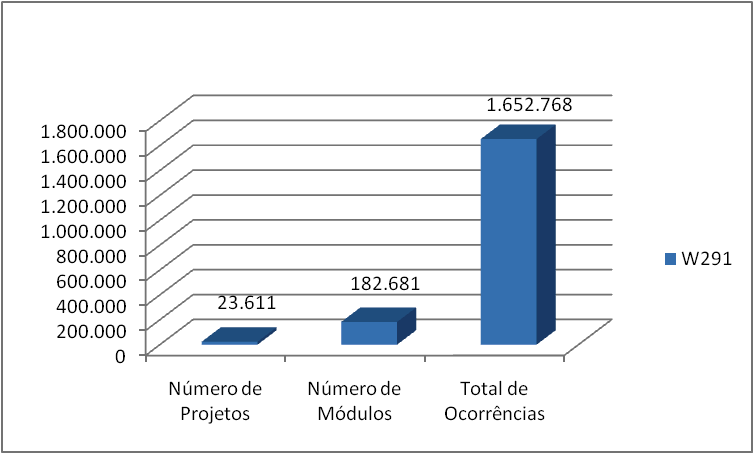 1.800.000
1.600.000
1.400.000
1.200.000
1.000.000
800.000
600.000
400.000
200.000
0
23.611
182.681
1.652.768
Número de
Projetos
Número de
Módulos
Total de
Ocorrências
W291